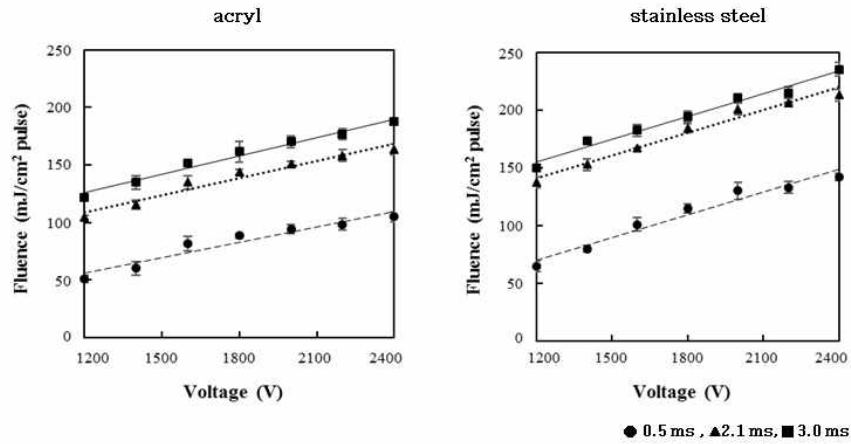 acryl
250
200
150
100
50
0
Fluence (mJ/cm² pulse)
1200 1500 1800 2100 2400
Voltage (V)
stainless steel
250
200
150
100
50
0
Fluence (mJ/cm² pulse)
1200 1500 1800 2100 2400
Voltage (V)
● 0.5 ms , ▲2.1 ms, ■ 3.0 ms